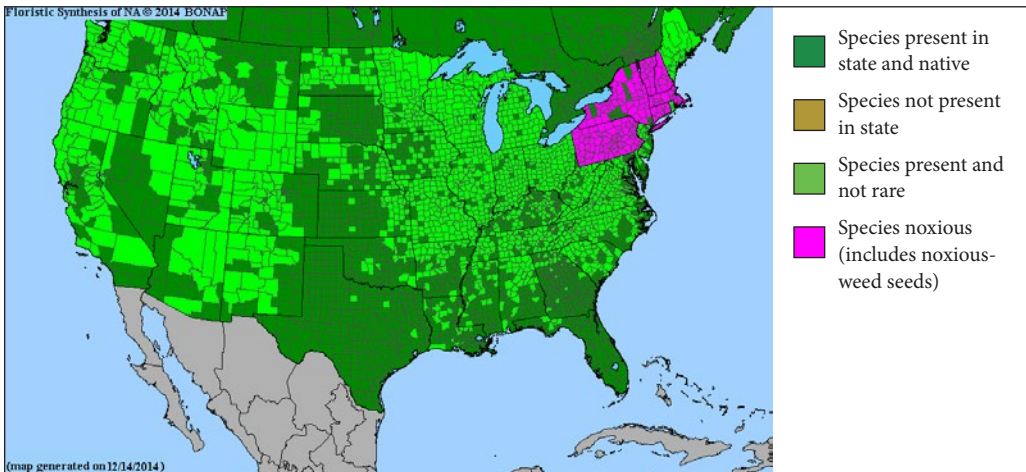 Floristic Synthesis of NA © 2014 BONAP
(map generated on 12/14/2014)
Species present in
state and native
Species not present
in state
Species present and
not rare
Species noxious
(includes noxious-
weed seeds)